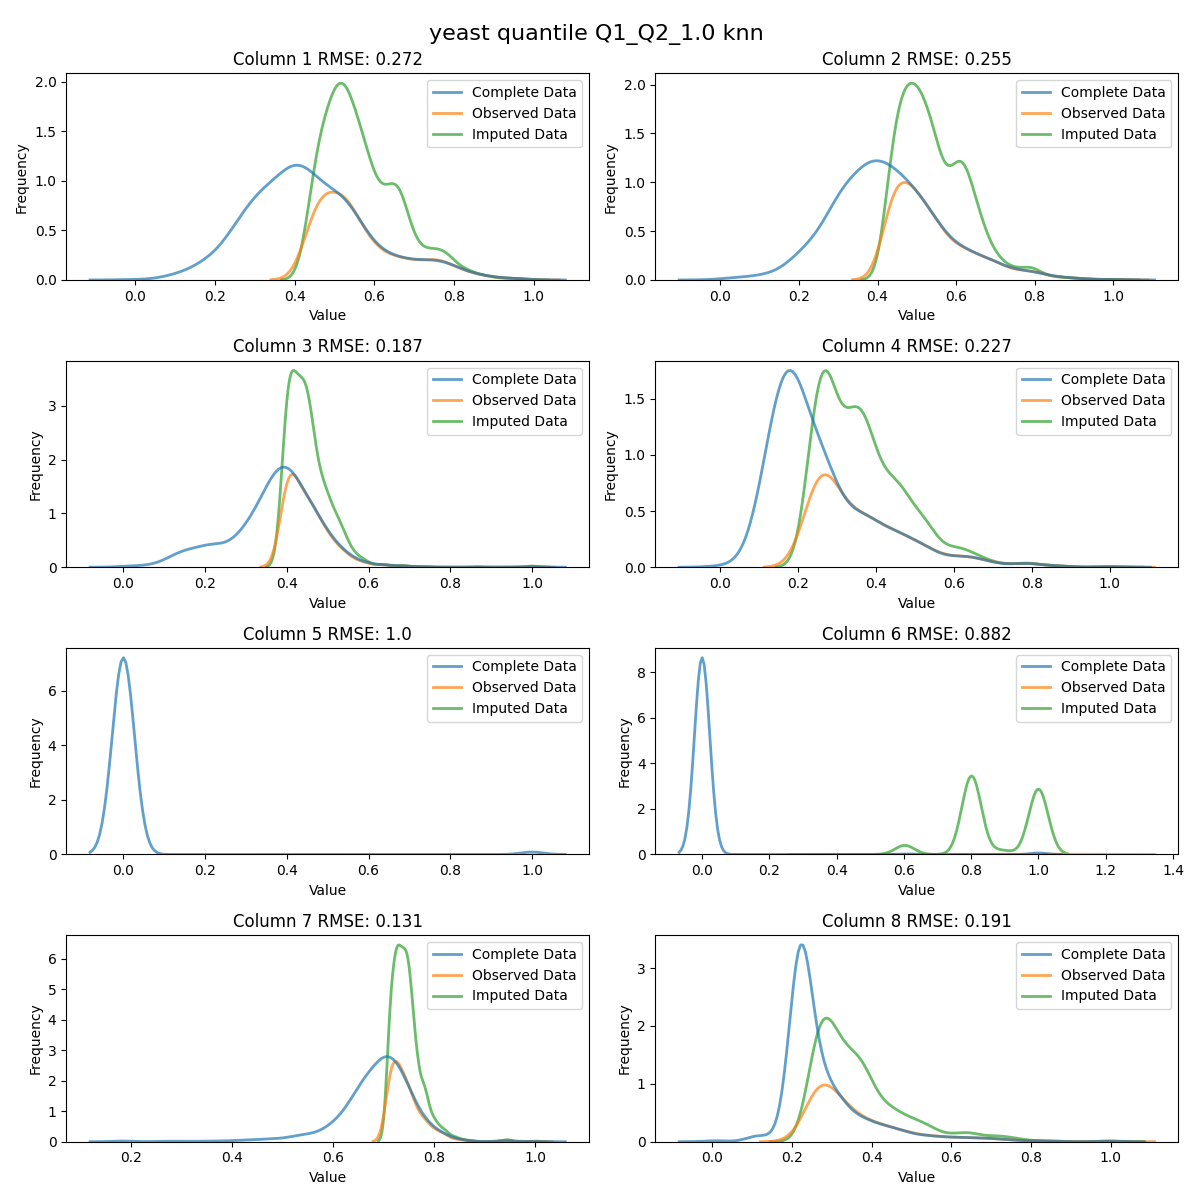 yeast quantile Q1_Q2_1.0 knn
Column 1 RMSE: 0.272
Frequency
2.0
1.5
1.0
0.5
0.0
Complete Data
Observed Data
Imputed Data
0.0 0.2 0.4 0.6 0.8 1.0
Value
Column 2 RMSE: 0.255
Frequency
2.0
1.5
1.0
0.5
0.0
Complete Data
Observed Data
Imputed Data
0.0 0.2 0.4 0.6 0.8 1.0
Value
Column 3 RMSE: 0.187
Frequency
3
2
1
0
Complete Data
Observed Data
Imputed Data
0.0 0.2 0.4 0.6 0.8 1.0
Value
Column 4 RMSE: 0.227
Frequency
1.5
1.0
0.5
0.0
Complete Data
Observed Data
Imputed Data
0.0 0.2 0.4 0.6 0.8 1.0
Value
Column 5 RMSE: 1.0
Frequency
6
4
2
0
Complete Data
Observed Data
Imputed Data
0.0 0.2 0.4 0.6 0.8 1.0
Value
Column 6 RMSE: 0.882
Frequency
8
6
4
2
0
Complete Data
Observed Data
Imputed Data
0.0 0.2 0.4 0.6 0.8 1.0 1.2 1.4
Value
Column 7 RMSE: 0.131
Frequency
6
5
4
3
2
1
0
Complete Data
Observed Data
Imputed Data
0.2 0.4 0.6 0.8 1.0
Value
Column 8 RMSE: 0.191
Frequency
3
2
1
0
Complete Data
Observed Data
Imputed Data
0.0 0.2 0.4 0.6 0.8 1.0
Value